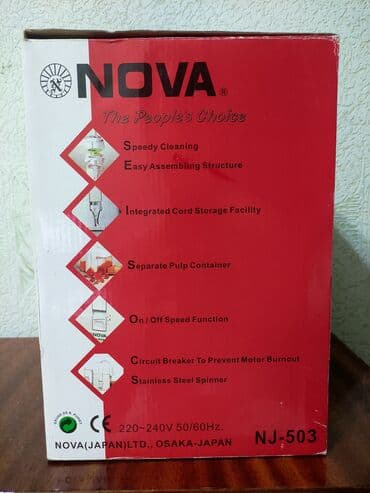 NOVA®
The People's Choice
Speedy Cleaning
Easy Assembling Structure
Integrated Cord Storage Facility
Separate Pulp Container
On / Off Speed Function
Circuit Breaker To Prevent Motor Burnout
Stainless Steel Spinner
CE 220~240V 50/60Hz.
NOVA(JAPAN)LTD., OSAKA-JAPAN
NJ-503